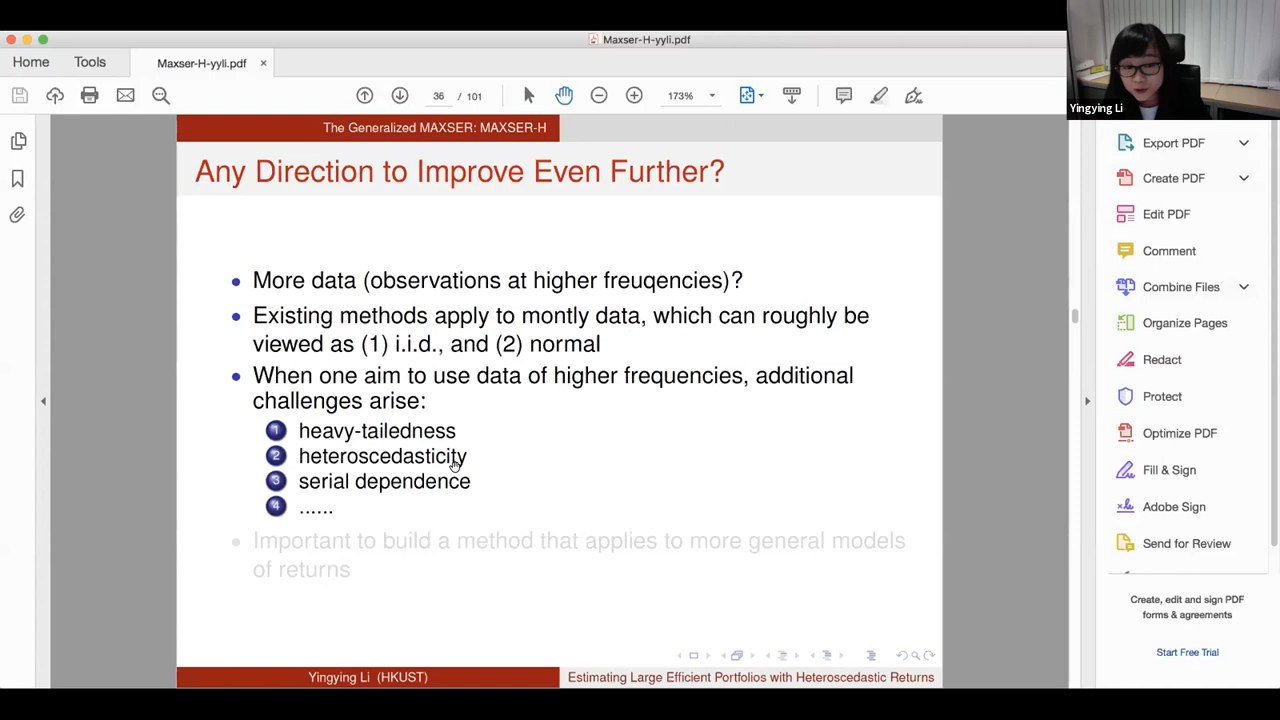 Maxser-H-yyli.pdf
Home
Tools
Maxser-H-yyli.pdf
×
36 / 101
173%
Yingying Li
The Generalized MAXSER: MAXSER-H
Any Direction to Improve Even Further?
• More data (observations at higher freuqencies)?
• Existing methods apply to montly data, which can roughly be
viewed as (1) i.i.d., and (2) normal
• When one aim to use data of higher frequencies, additional
challenges arise:
1 heavy-tailedness
2 heteroscedasticity
3 serial dependence
4 ......
• Important to build a method that applies to more general models
of returns
Yingying Li (HKUST)
Estimating Large Efficient Portfolios with Heteroscedastic Returns
Export PDF
Create PDF
Edit PDF
Comment
Combine Files
Organize Pages
Redact
Protect
Optimize PDF
Fill & Sign
Adobe Sign
Send for Review
Create, edit and sign PDF
forms & agreements
Start Free Trial